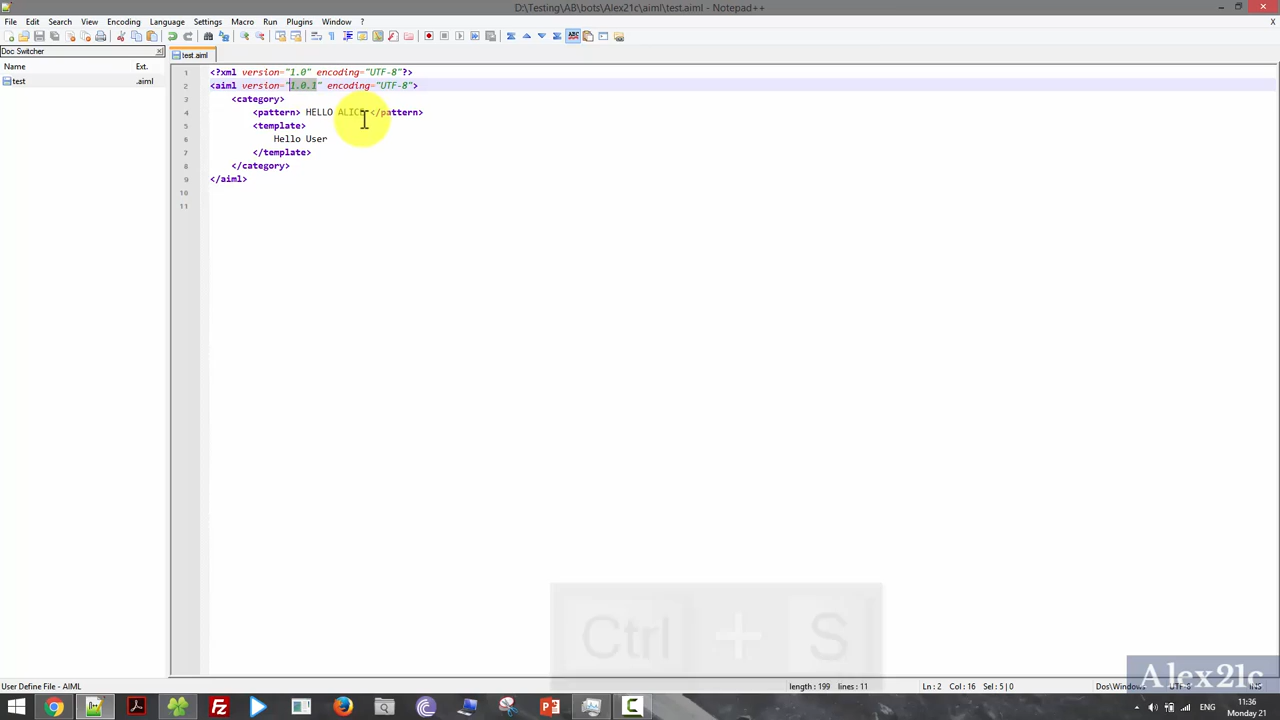 D:\Testing\AB\bots\Alex21c\aiml\test.aiml - Notepad++
File Edit Search View Encoding Language Settings Macro Run Plugins Window ?
Doc Switcher
test.aiml
Name Ext.
test .aiml
1 <?xml version="1.0" encoding="UTF-8"?>
2 <aiml version="1.0.1" encoding="UTF-8">
3 <category>
4 <pattern> HELLO ALICE </pattern>
5 <template>
6 Hello User
7 </template>
8 </category>
9 </aiml>
10
11
Ctrl + S
Alex21c
User Define File - AIML length : 199 lines : 11 Ln : 2 Col : 16 Sel : 5 | 0 Dos\Windows UTF-8 INS
ENG
11:36
Monday 21